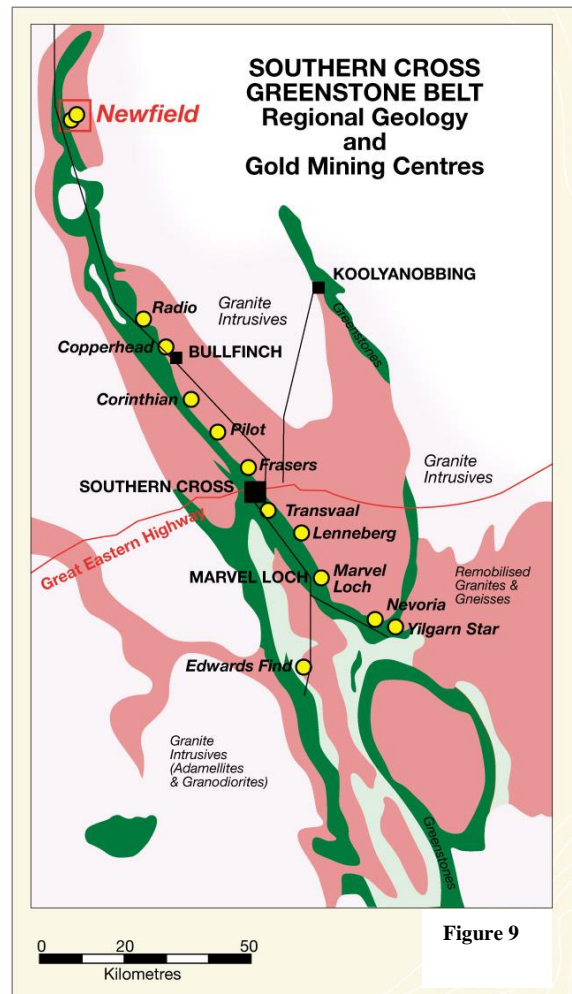 SOUTHERN CROSS
GREENSTONE BELT
Regional Geology
and
Gold Mining Centres
Newfield
KOOLYANOBBING
Greenstones
Granite
Intrusives
Radio
Copperhead
BULLFINCH
Corinthian
Pilot
Frasers
Granite
Intrusives
SOUTHERN CROSS
Transvaal
Great Eastern Highway
Lenneberg
MARVEL LOCH
Marvel
Loch
Remobilised
Granites &
Gneisses
Nevoria
Yilgarn Star
Edwards Find
Granite
Intrusives
(Adamellites
& Granodiorites)
Greenstones
Figure 9
0 20 50
Kilometres